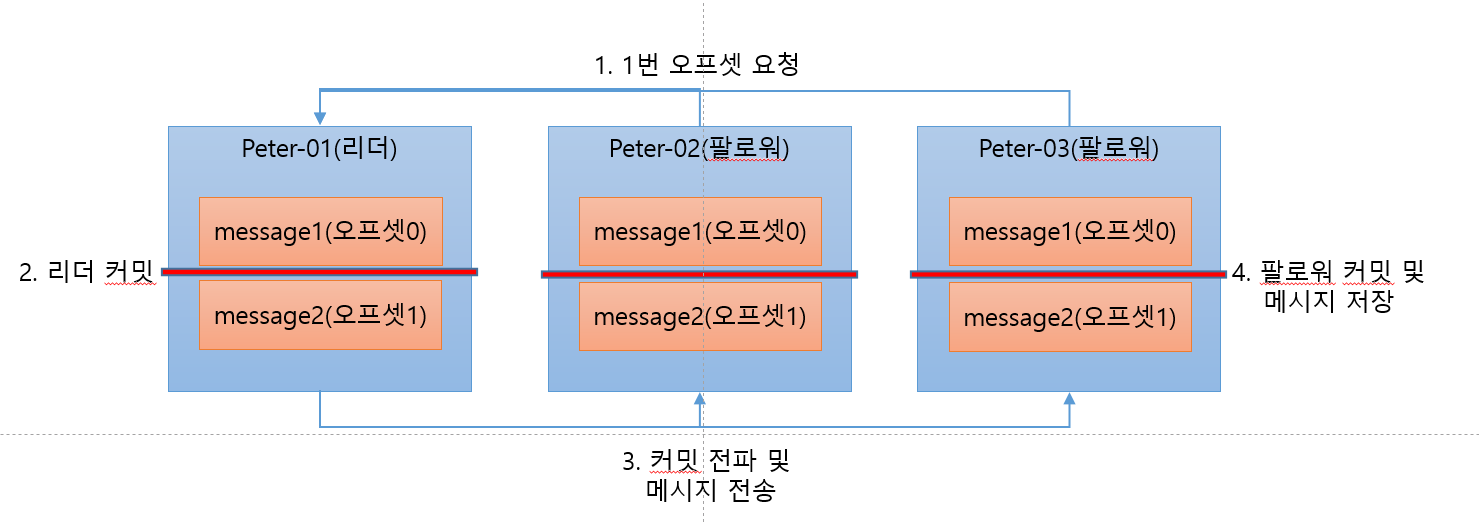 1. 1번 오프셋 요청
Peter-01(리더)
Peter-02(팔로워)
Peter-03(팔로워)
message1(오프셋0)
message1(오프셋0)
message1(오프셋0)
2. 리더 커밋
4. 팔로워 커밋 및
메시지 저장
message2(오프셋1)
message2(오프셋1)
message2(오프셋1)
3. 커밋 전파 및
메시지 전송